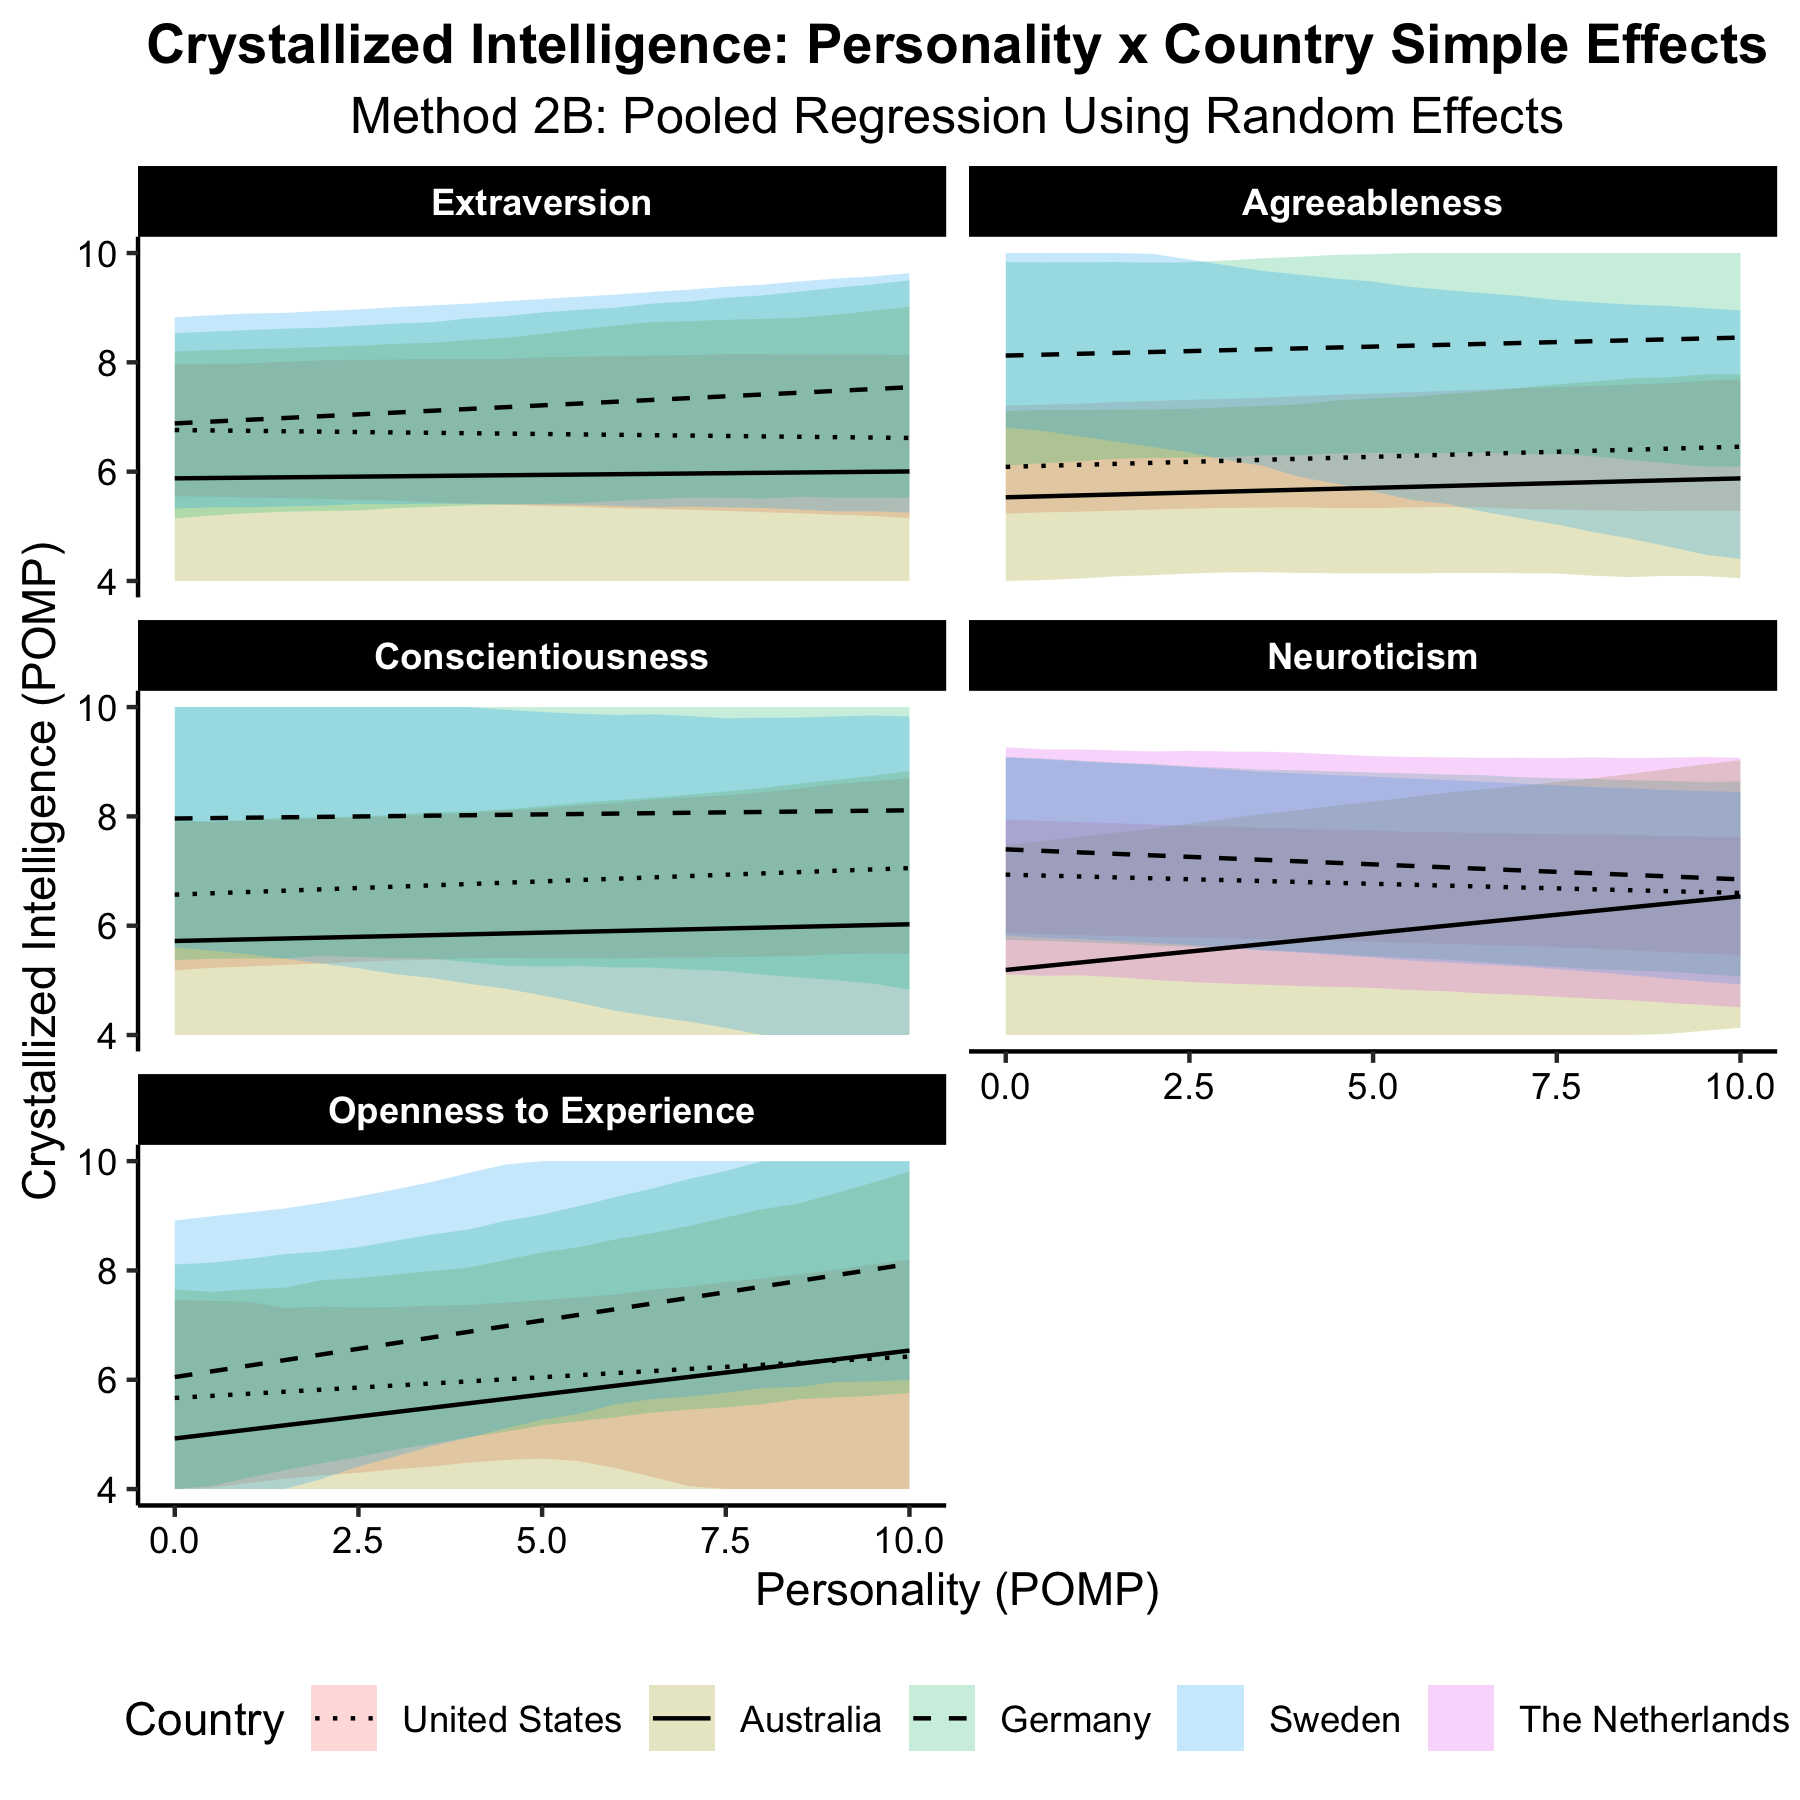 Crystallized Intelligence: Personality x Country Simple Effects
Method 2B: Pooled Regression Using Random Effects
Extraversion
Agreeableness
10
8
6
4
Conscientiousness
Neuroticism
10
8
6
4
0.0 2.5 5.0 7.5 10.0
Openness to Experience
10
8
6
4
0.0 2.5 5.0 7.5 10.0
Crystallized Intelligence (POMP)
Personality (POMP)
Country United States Australia Germany Sweden The Netherlands